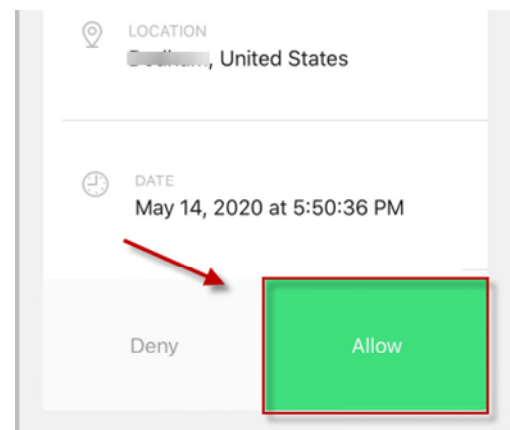 LOCATION
, United States
DATE
May 14, 2020 at 5:50:36 PM
Deny
Allow